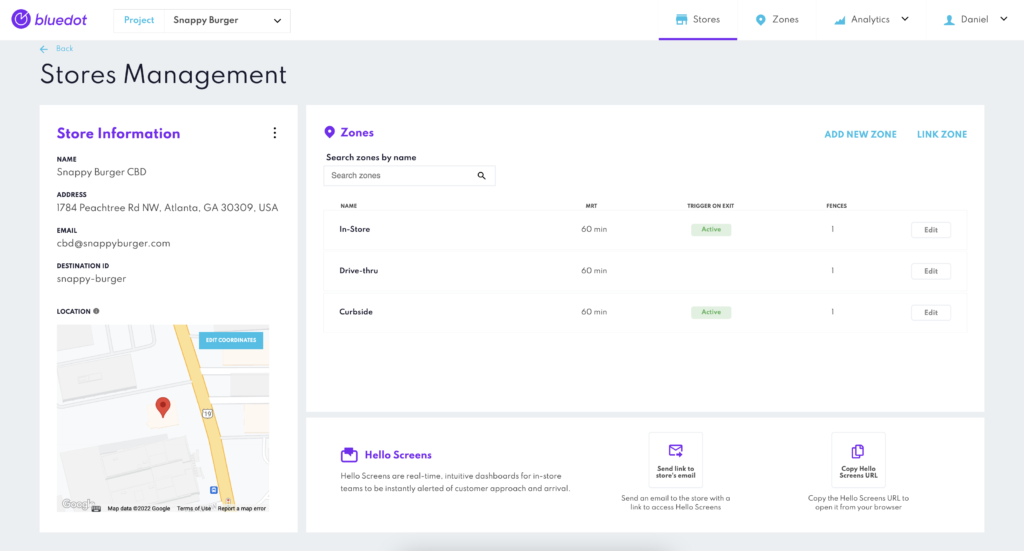 bluedot
Project Snappy Burger
Stores
Zones
Analytics
Daniel
Back
Stores Management
Store Information
NAME
Snappy Burger CBD
ADDRESS
1784 Peachtree Rd NW, Atlanta, GA 30309, USA
EMAIL
cbd@snappyburger.com
DESTINATION ID
snappy-burger
LOCATION
EDIT COORDINATES
19
Google
Map data ©2022 Google Terms of Use Report a map error
Zones
ADD NEW ZONE LINK ZONE
Search zones by name
Search zones
NAME MRT TRIGGER ON EXIT FENCES
In-Store 60 min Active 1 Edit
Drive-thru 60 min 1 Edit
Curbside 60 min Active 1 Edit
Hello Screens
Hello Screens are real-time, intuitive dashboards for in-store
teams to be instantly alerted of customer approach and arrival.
Send link to
store's email
Send an email to the store with a
link to access Hello Screens
Copy Hello
Screens URL
Copy the Hello Screens URL to
open it from your browser